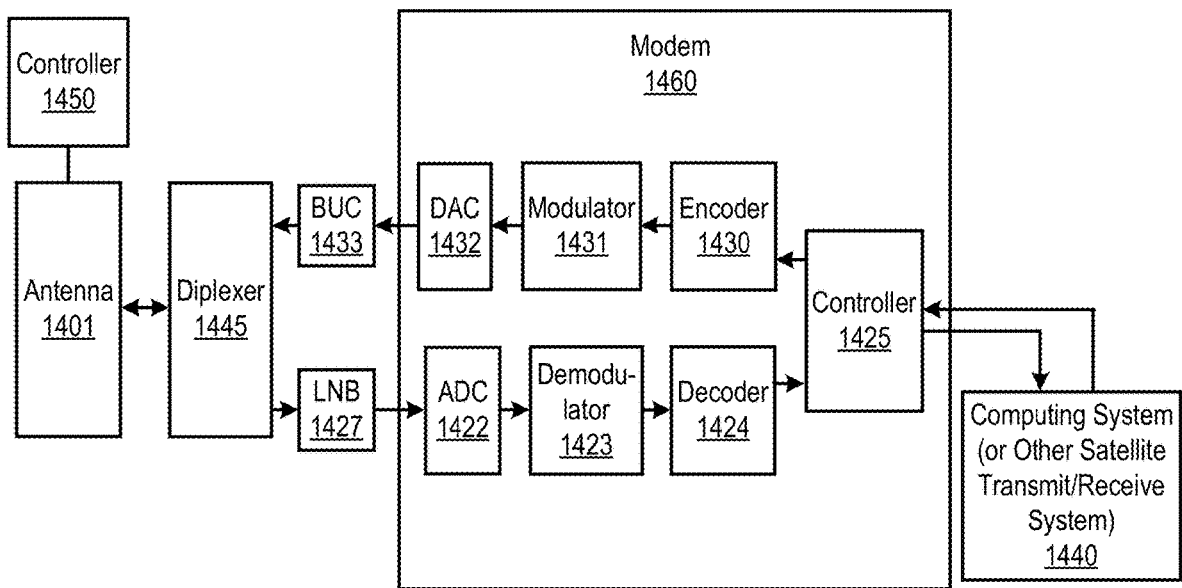 Controller
1450
Modem
1460
Antenna
1401
Diplexer
1445
BUC
1433
DAC
1432
Modulator
1431
Encoder
1430
LNB
1427
ADC
1422
Demodu-
lator
1423
Decoder
1424
Controller
1425
Computing System
(or Other Satellite
Transmit/Receive
System)
1440